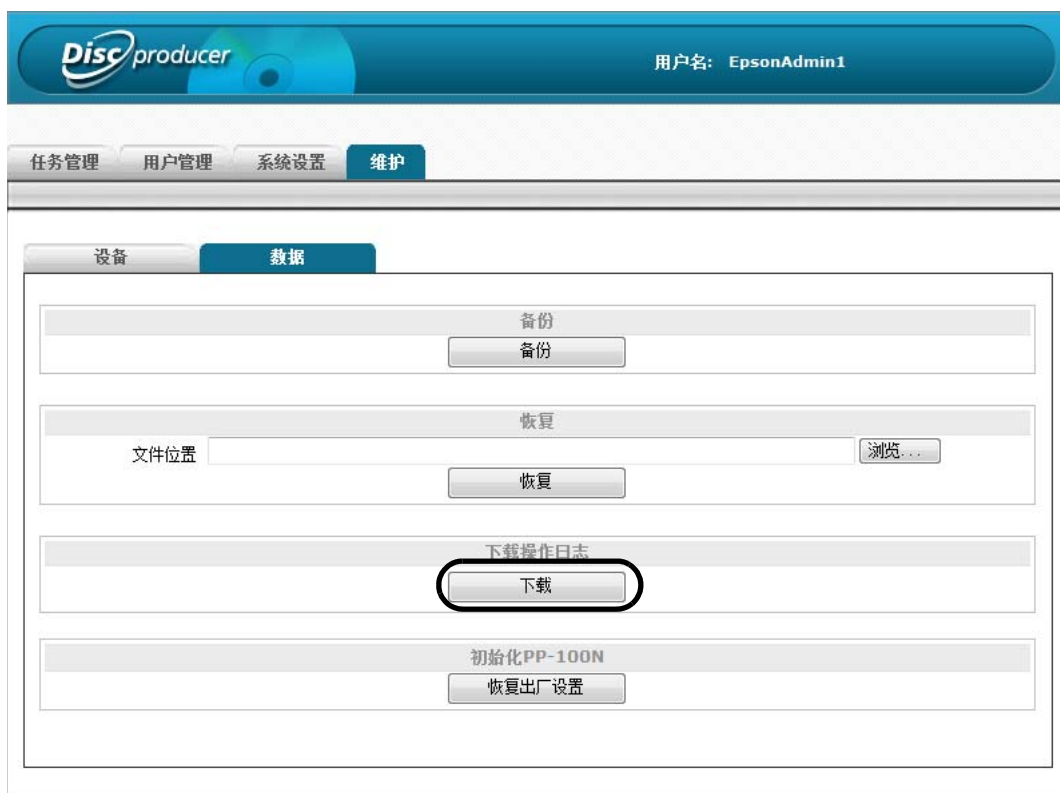 Disc producer
用户名: EpsonAdmin1
任务管理 用户管理 系统设置 维护
设备 数据
备份
备份
恢复
文件位置 浏览...
恢复
下载操作日志
下载
初始化PP-100N
恢复出厂设置